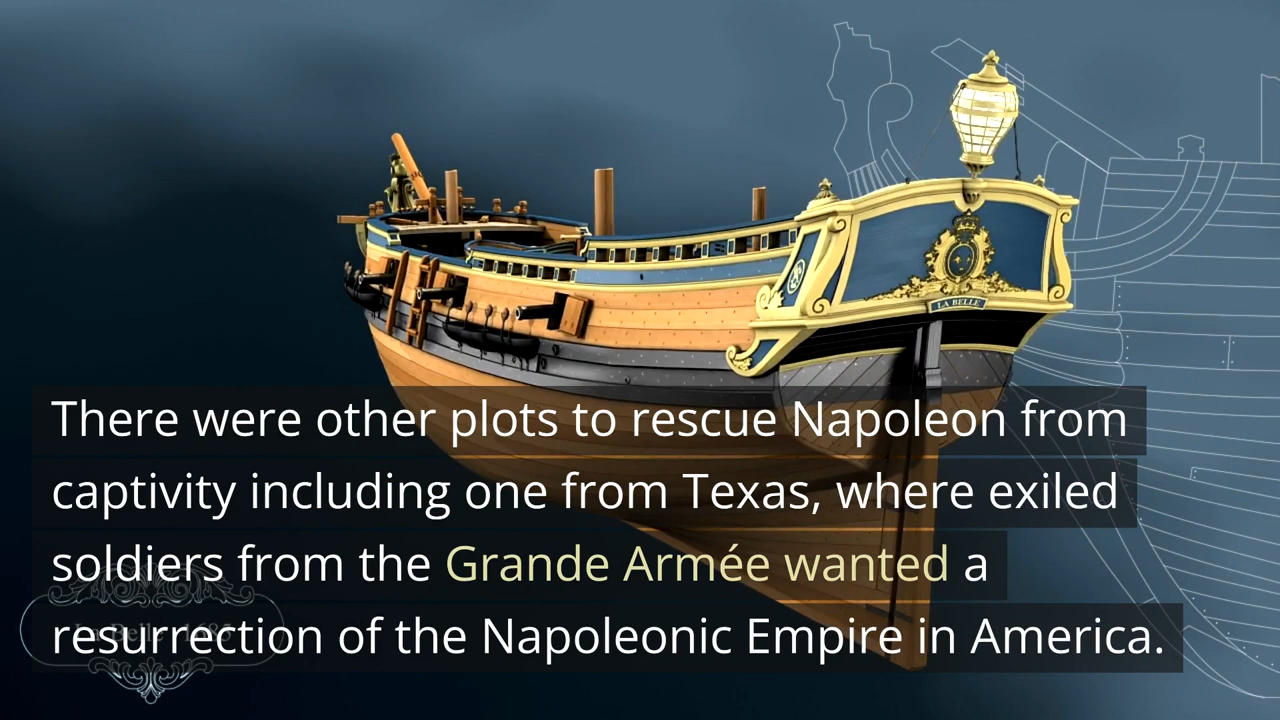 LA BELLE
There were other plots to rescue Napoleon from
captivity including one from Texas, where exiled
soldiers from the Grande Armée wanted a
resurrection of the Napoleonic Empire in America.